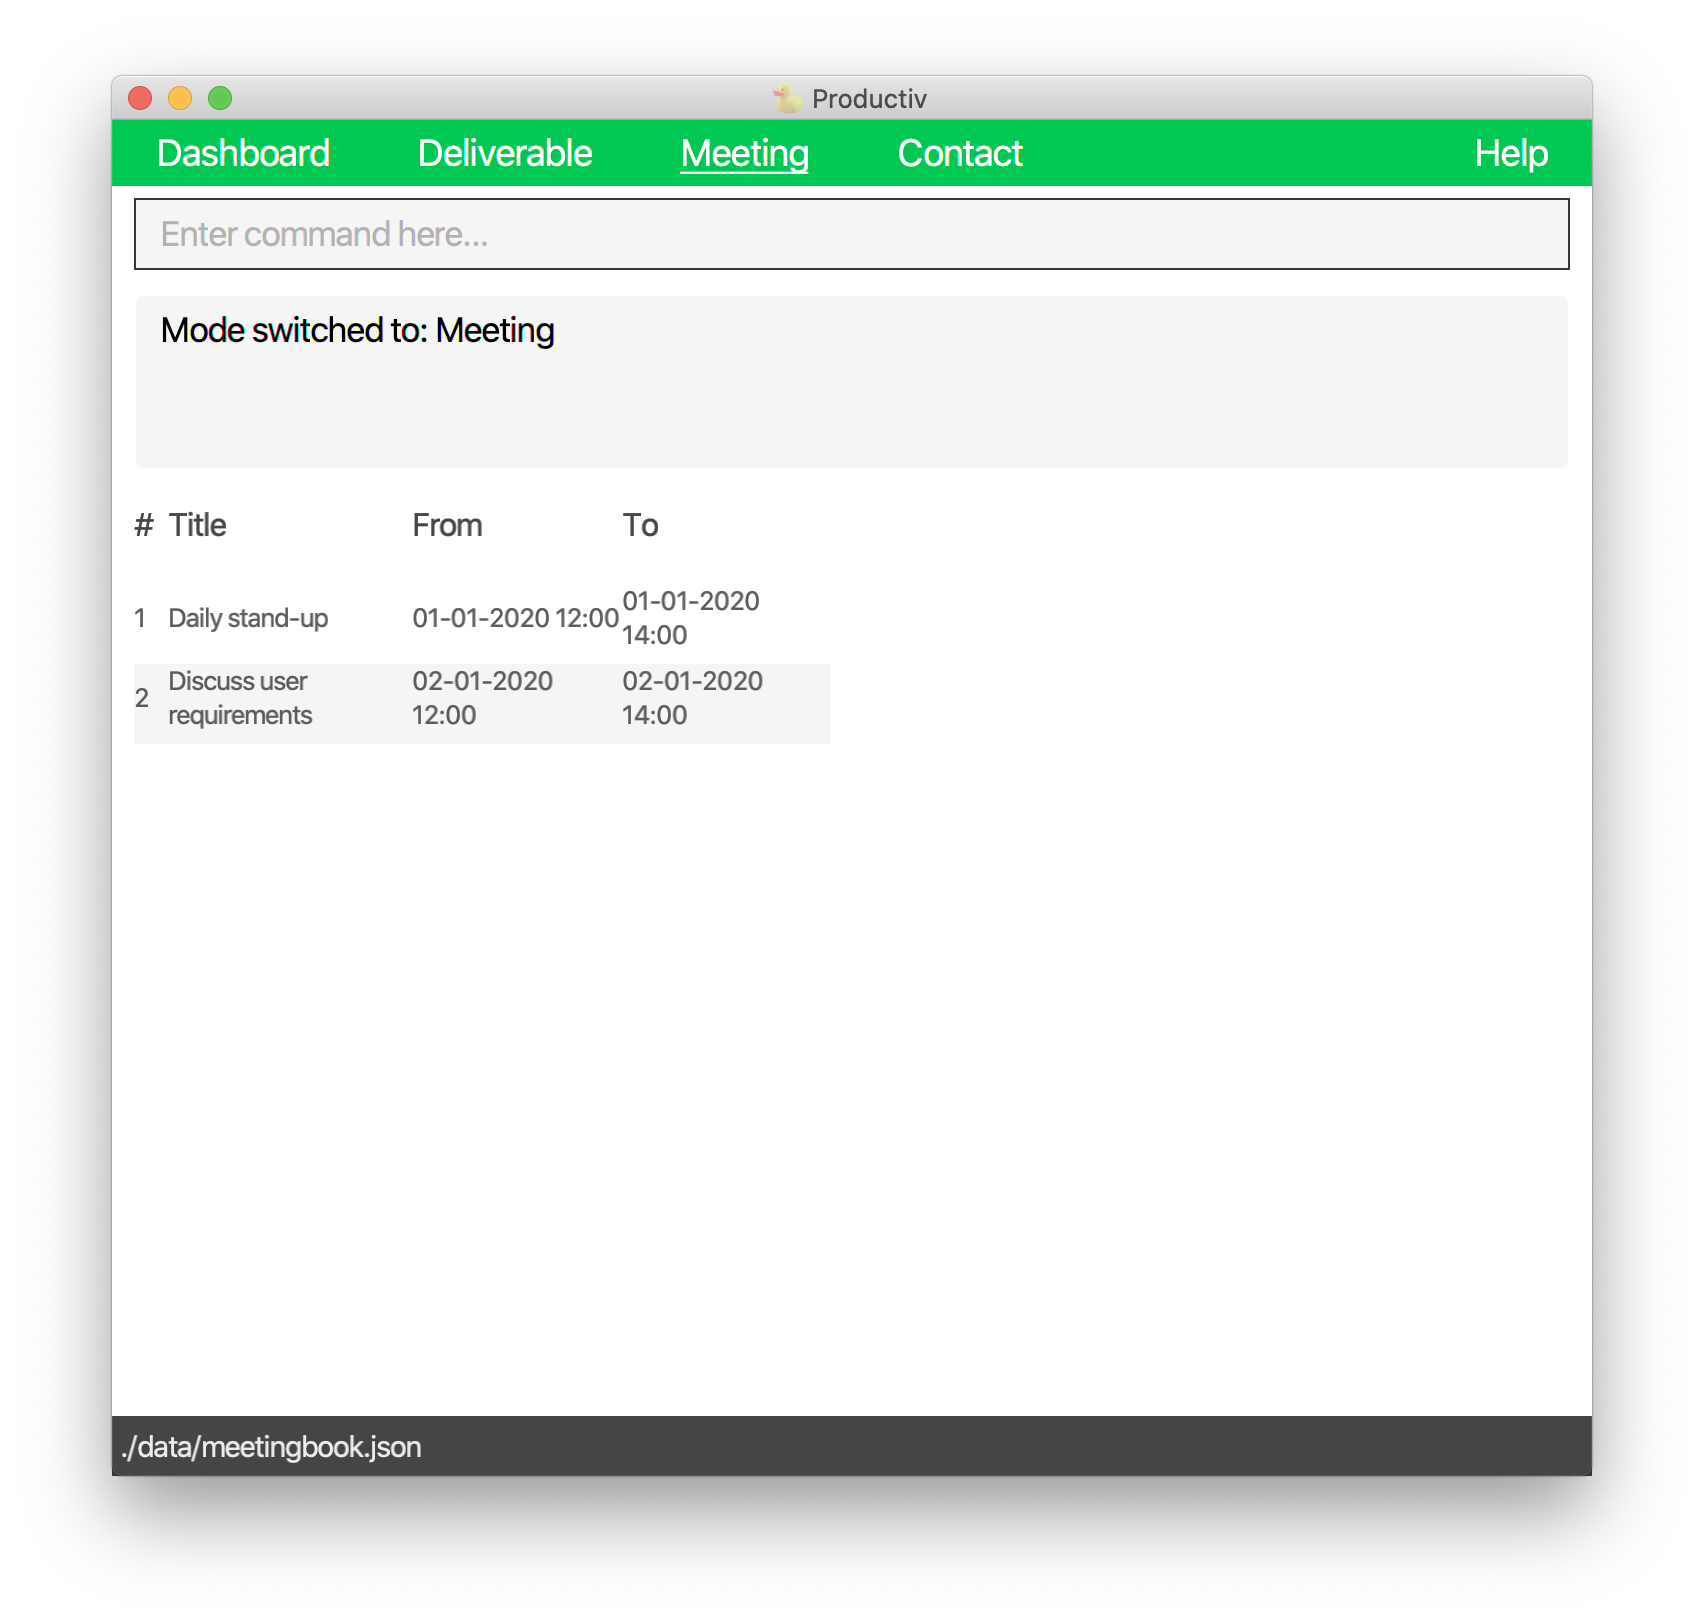 Productiv
Dashboard Deliverable Meeting Contact Help
Enter command here...
Mode switched to: Meeting
# Title From To
1 Daily stand-up 01-01-2020 12:00 01-01-2020
14:00
2 Discuss user 02-01-2020 02-01-2020
requirements 12:00 14:00
./data/meetingbook.json